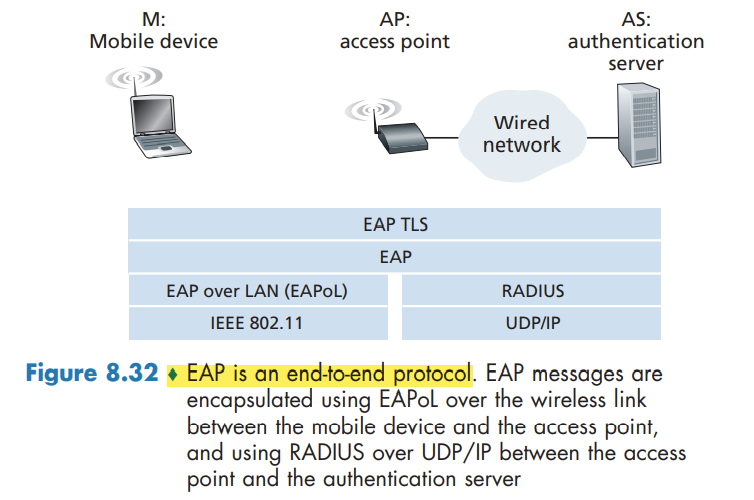 M:
Mobile device
AP:
access point
AS:
authentication
server
Wired
network
EAP TLS
EAP
EAP over LAN (EAPoL)
RADIUS
IEEE 802.11
UDP/IP
Figure 8.32 ♦ EAP is an end-to-end protocol. EAP messages are
encapsulated using EAPoL over the wireless link
between the mobile device and the access point,
and using RADIUS over UDP/IP between the access
point and the authentication server